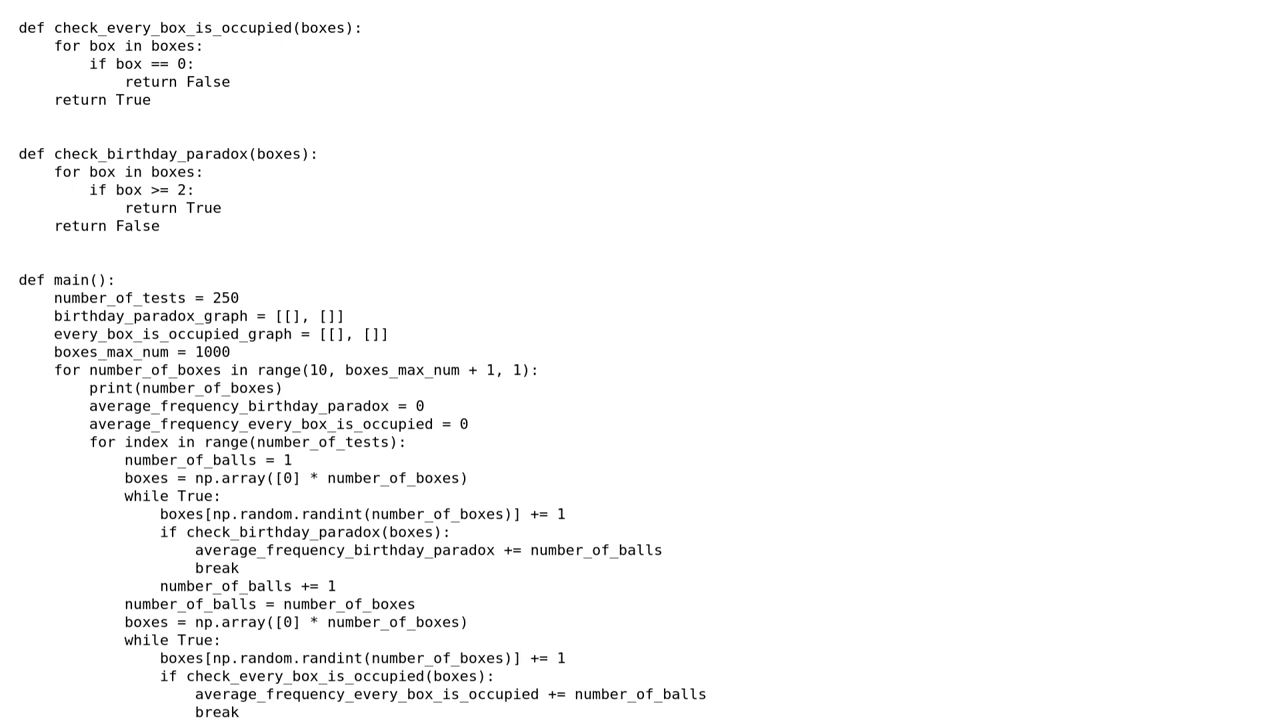 def check_every_box_is_occupied(boxes):
    for box in boxes:
        if box == 0:
            return False
    return True
def check_birthday_paradox(boxes):
    for box in boxes:
        if box >= 2:
            return True
    return False
def main():
    number_of_tests = 250
    birthday_paradox_graph = [[], []]
    every_box_is_occupied_graph = [[], []]
    boxes_max_num = 1000
    for number_of_boxes in range(10, boxes_max_num + 1, 1):
        print(number_of_boxes)
        average_frequency_birthday_paradox = 0
        average_frequency_every_box_is_occupied = 0
        for index in range(number_of_tests):
            number_of_balls = 1
            boxes = np.array([0] * number_of_boxes)
            while True:
                boxes[np.random.randint(number_of_boxes)] += 1
                if check_birthday_paradox(boxes):
                    average_frequency_birthday_paradox += number_of_balls
                    break
                number_of_balls += 1
            number_of_balls = number_of_boxes
            boxes = np.array([0] * number_of_boxes)
            while True:
                boxes[np.random.randint(number_of_boxes)] += 1
                if check_every_box_is_occupied(boxes):
                    average_frequency_every_box_is_occupied += number_of_balls
                    break